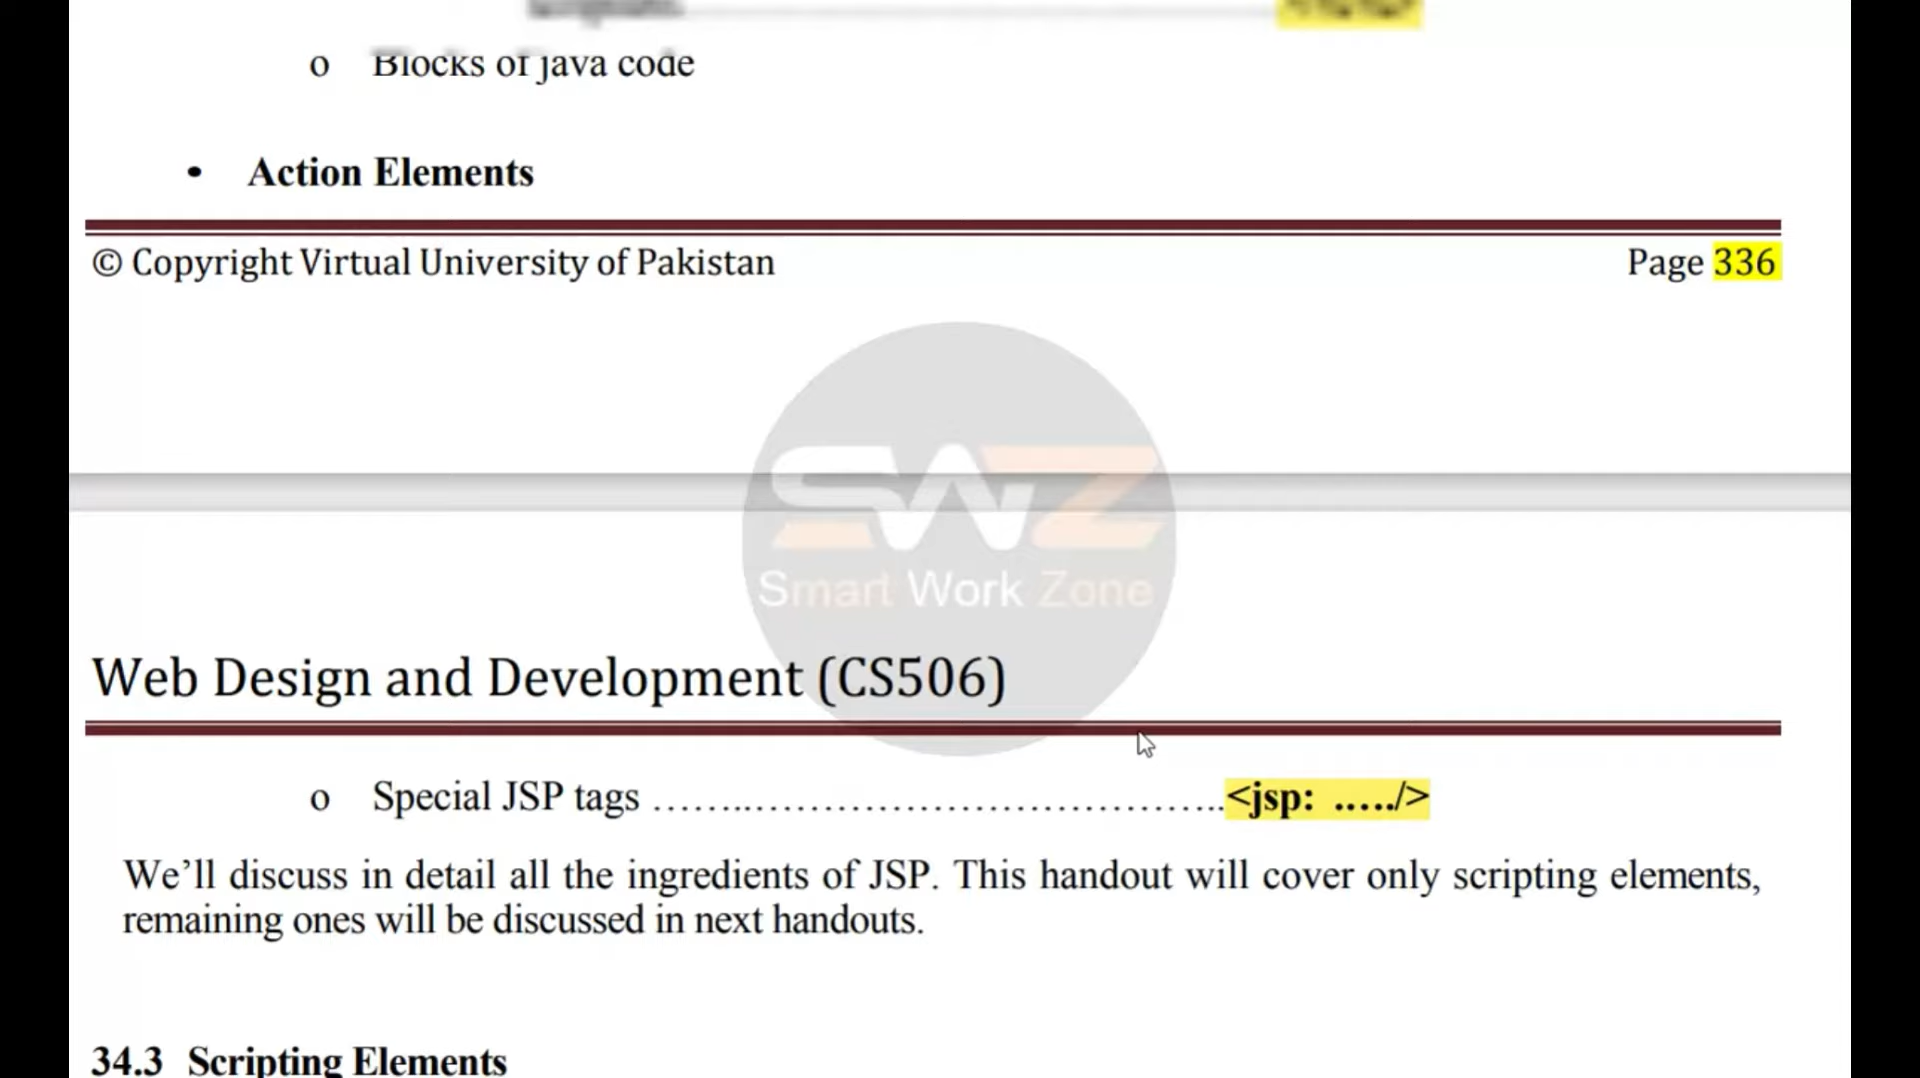 o Blocks of java code
• Action Elements
© Copyright Virtual University of Pakistan Page 336
SWZ
Smart Work Zone
Web Design and Development (CS506)
o Special JSP tags ……..……………………………..<jsp: …../>
We’ll discuss in detail all the ingredients of JSP. This handout will cover only scripting elements,
remaining ones will be discussed in next handouts.
34.3 Scripting Elements